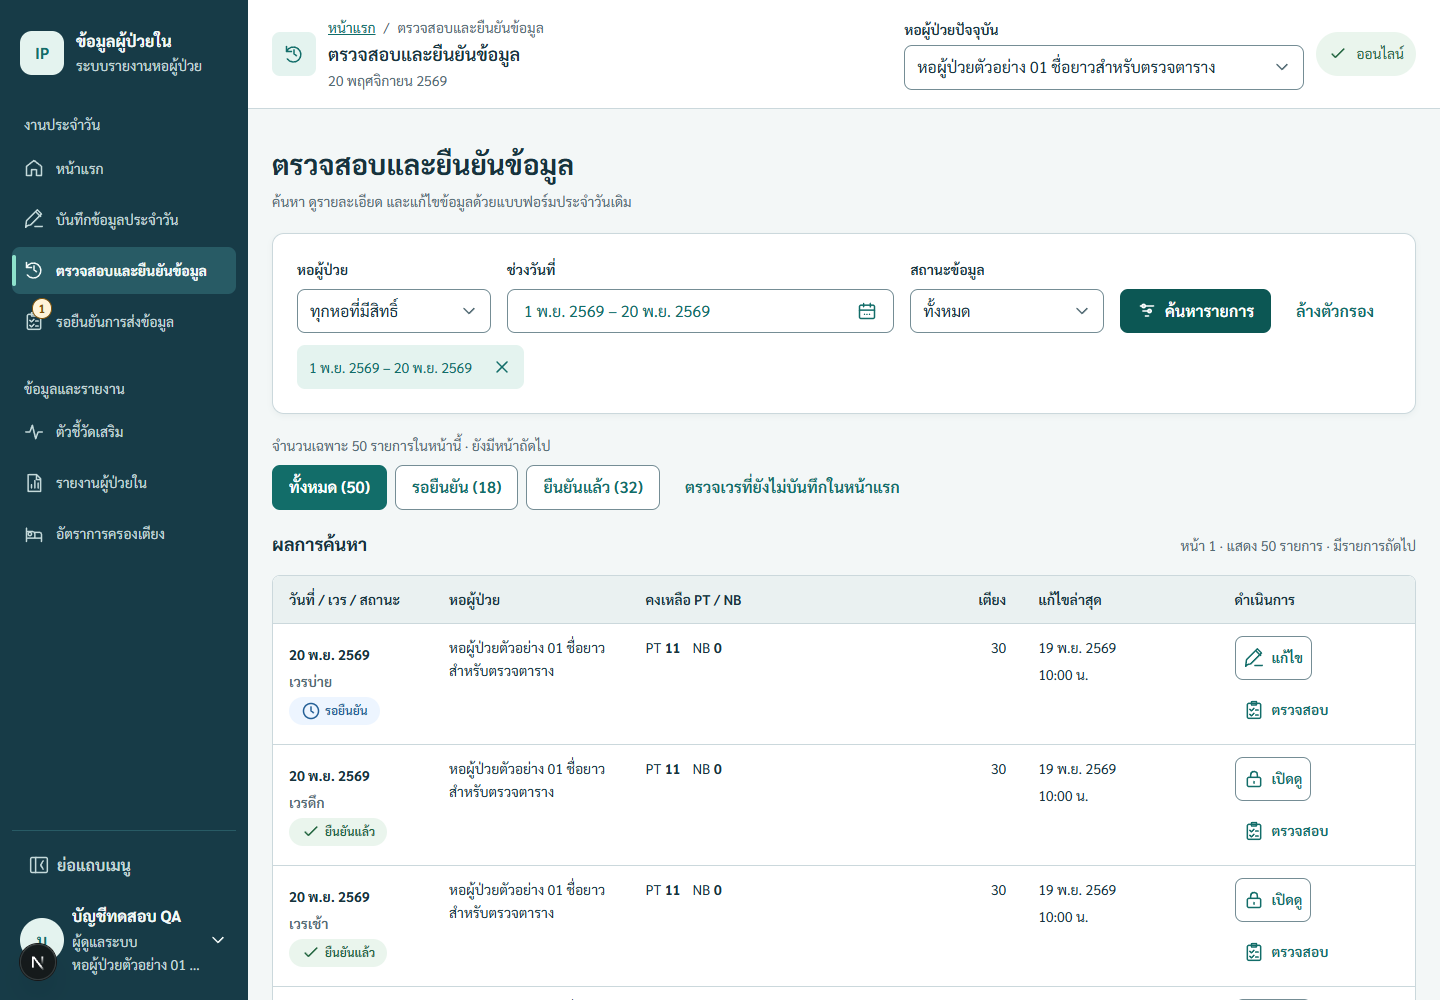 IP
ข้อมูลผู้ป่วยใน
ระบบรายงานหอผู้ป่วย
งานประจำวัน
หน้าแรก
บันทึกข้อมูลประจำวัน
ตรวจสอบและยืนยันข้อมูล
1
รอยืนยันการส่งข้อมูล
ข้อมูลและรายงาน
ตัวชี้วัดเสริม
รายงานผู้ป่วยใน
อัตราการครองเตียง
ย่อแถบเมนู
บัญชีทดสอบ QA
ผู้ดูแลระบบ
หอผู้ป่วยตัวอย่าง 01 ...
N
หน้าแรก / ตรวจสอบและยืนยันข้อมูล
ตรวจสอบและยืนยันข้อมูล
20 พฤศจิกายน 2569
หอผู้ป่วยปัจจุบัน
หอผู้ป่วยตัวอย่าง 01 ชื่อยาวสำหรับตรวจตาราง
ออนไลน์
ตรวจสอบและยืนยันข้อมูล
ค้นหา ดูรายละเอียด และแก้ไขข้อมูลด้วยแบบฟอร์มประจำวันเดิม
หอผู้ป่วย ช่วงวันที่ สถานะข้อมูล
ทุกหอที่มีสิทธิ์ 1 พ.ย. 2569 – 20 พ.ย. 2569 ทั้งหมด ค้นหารายการ ล้างตัวกรอง
1 พ.ย. 2569 – 20 พ.ย. 2569
จำนวนเฉพาะ 50 รายการในหน้านี้ · ยังมีหน้าถัดไป
ทั้งหมด (50) รอยืนยัน (18) ยืนยันแล้ว (32) ตรวจเวรที่ยังไม่บันทึกในหน้าแรก
ผลการค้นหา หน้า 1 · แสดง 50 รายการ · มีรายการถัดไป
วันที่ / เวร / สถานะ หอผู้ป่วย คงเหลือ PT / NB เตียง แก้ไขล่าสุด ดำเนินการ
20 พ.ย. 2569 หอผู้ป่วยตัวอย่าง 01 ชื่อยาว PT 11 NB 0 30 19 พ.ย. 2569 แก้ไข
เวรบ่าย สำหรับตรวจตาราง 10:00 น.
รอยืนยัน ตรวจสอบ
20 พ.ย. 2569 หอผู้ป่วยตัวอย่าง 01 ชื่อยาว PT 11 NB 0 30 19 พ.ย. 2569 เปิดดู
เวรดึก สำหรับตรวจตาราง 10:00 น.
ยืนยันแล้ว ตรวจสอบ
20 พ.ย. 2569 หอผู้ป่วยตัวอย่าง 01 ชื่อยาว PT 11 NB 0 30 19 พ.ย. 2569 เปิดดู
เวรเช้า สำหรับตรวจตาราง 10:00 น.
ยืนยันแล้ว ตรวจสอบ